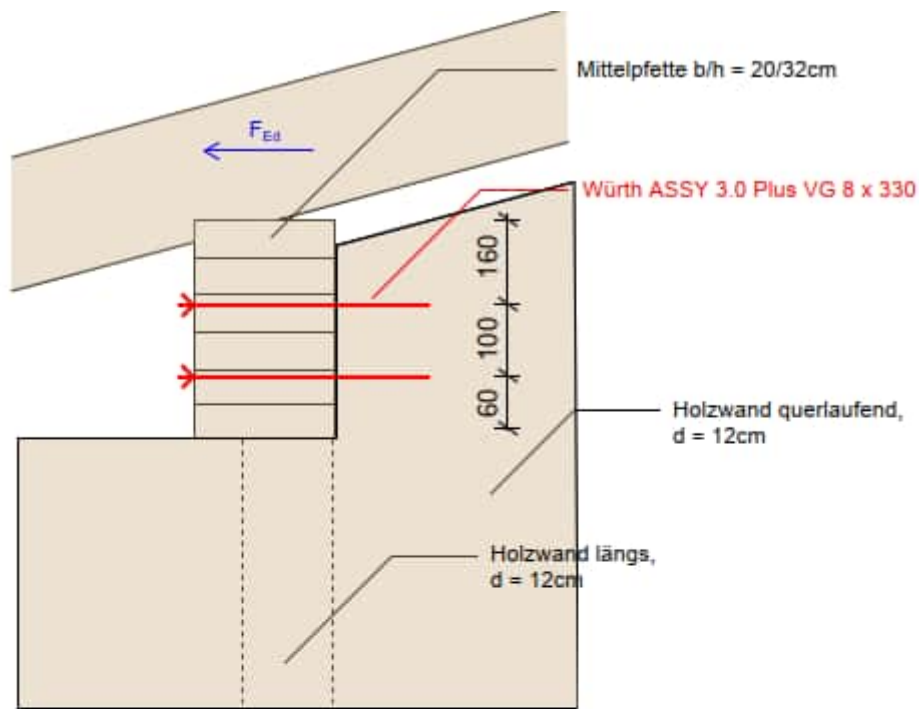 Mittelpfette b/h = 20/32cm
F_Ed
Würth ASSY 3.0 Plus VG 8 x 330
160
100
60
Holzwand querlaufend,
d = 12cm
Holzwand längs,
d = 12cm